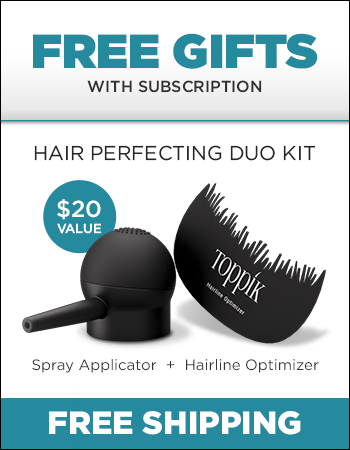 FREE GIFTS
WITH SUBSCRIPTION
HAIR PERFECTING DUO KIT
$20
VALUE
Toppik
Hairline Optimizer
Spray Applicator + Hairline Optimizer
FREE SHIPPING